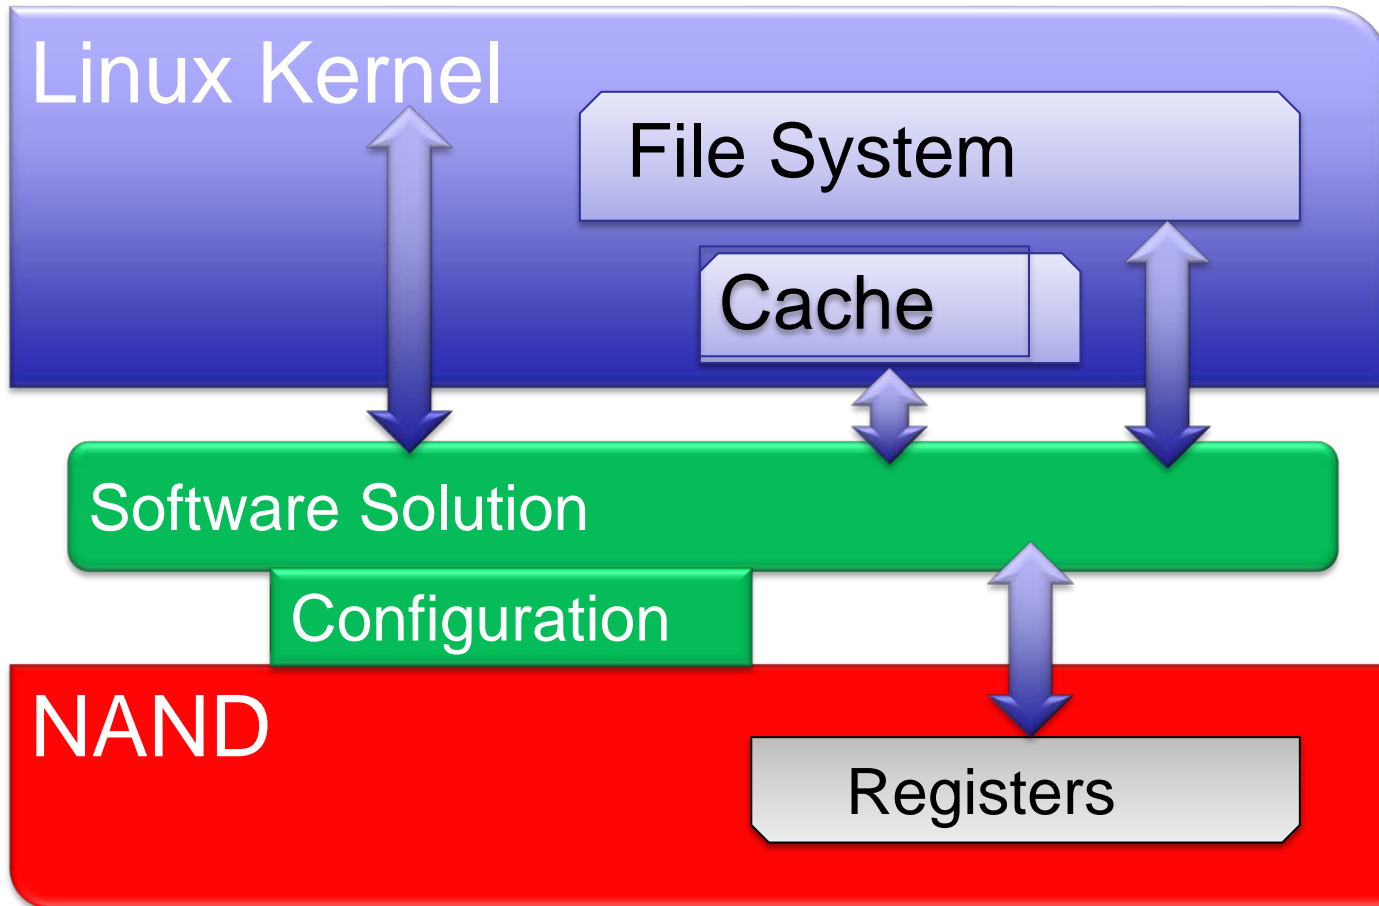 Linux Kernel
File System
Cache
Software Solution
Configuration
NAND
Registers